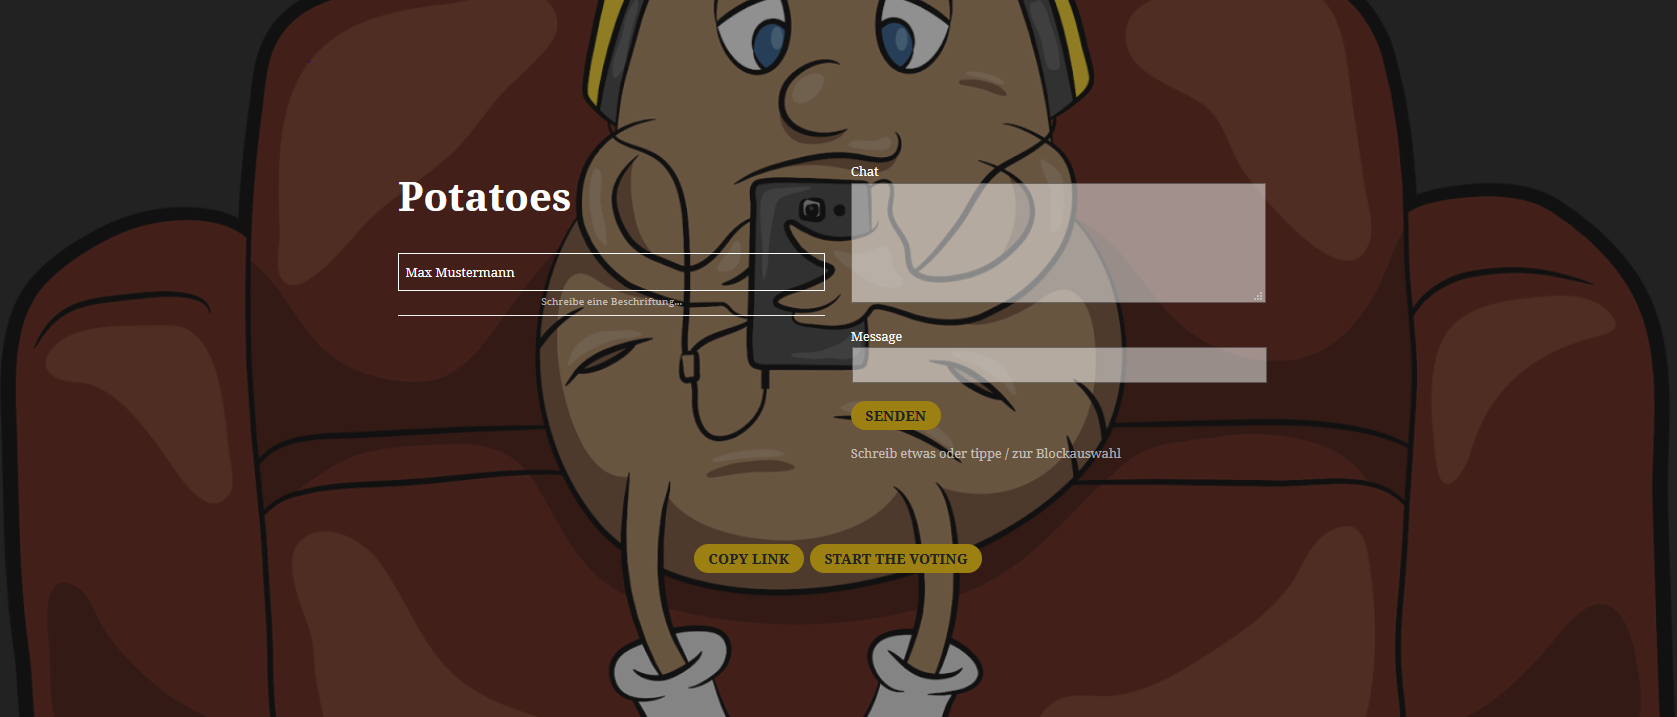 Potatoes
Max Mustermann
Schreibe eine Beschriftung...
Chat
Message
SENDEN
Schreib etwas oder tippe / zur Blockauswahl
COPY LINK
START THE VOTING